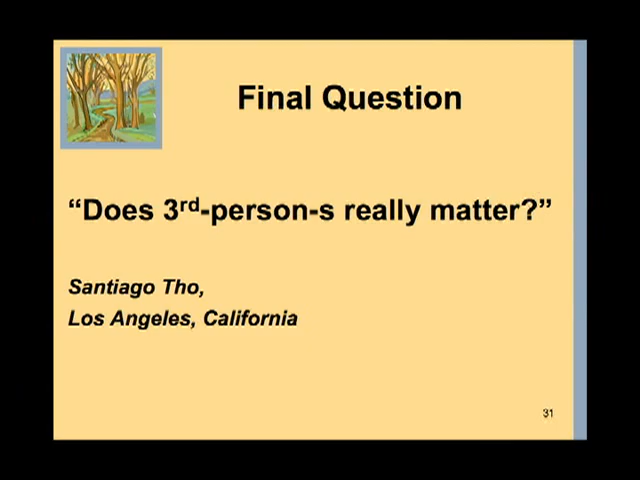 Final Question
“Does 3rd-person-s really matter?”
Santiago Tho,
Los Angeles, California
31